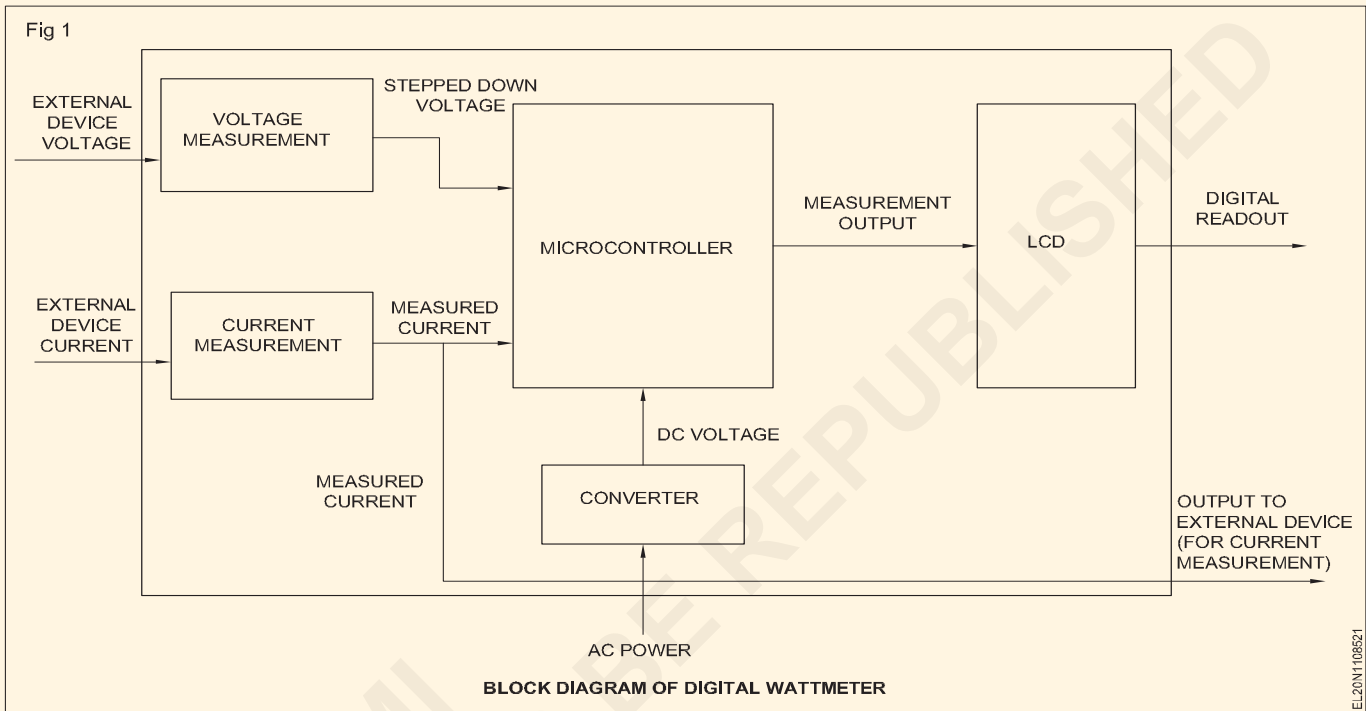 Fig 1
EXTERNAL
DEVICE
VOLTAGE
VOLTAGE
MEASUREMENT
STEPPED DOWN
VOLTAGE
MICROCONTROLLER
MEASUREMENT
OUTPUT
LCD
DIGITAL
READOUT
EXTERNAL
DEVICE
CURRENT
CURRENT
MEASUREMENT
MEASURED
CURRENT
DC VOLTAGE
MEASURED
CURRENT
CONVERTER
OUTPUT TO
EXTERNAL DEVICE
(FOR CURRENT
MEASUREMENT)
AC POWER
BLOCK DIAGRAM OF DIGITAL WATTMETER
EL20N1108521
BE REPUBLISHED